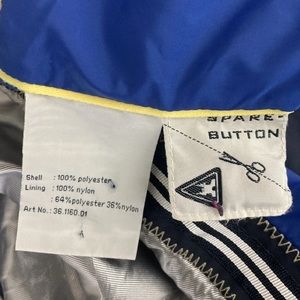 SPARE-
BUTTON
Shell : 100% polyester
Lining : 100% nylon
: 64%polyester 36%nylon
Art No.: 36.1160.01